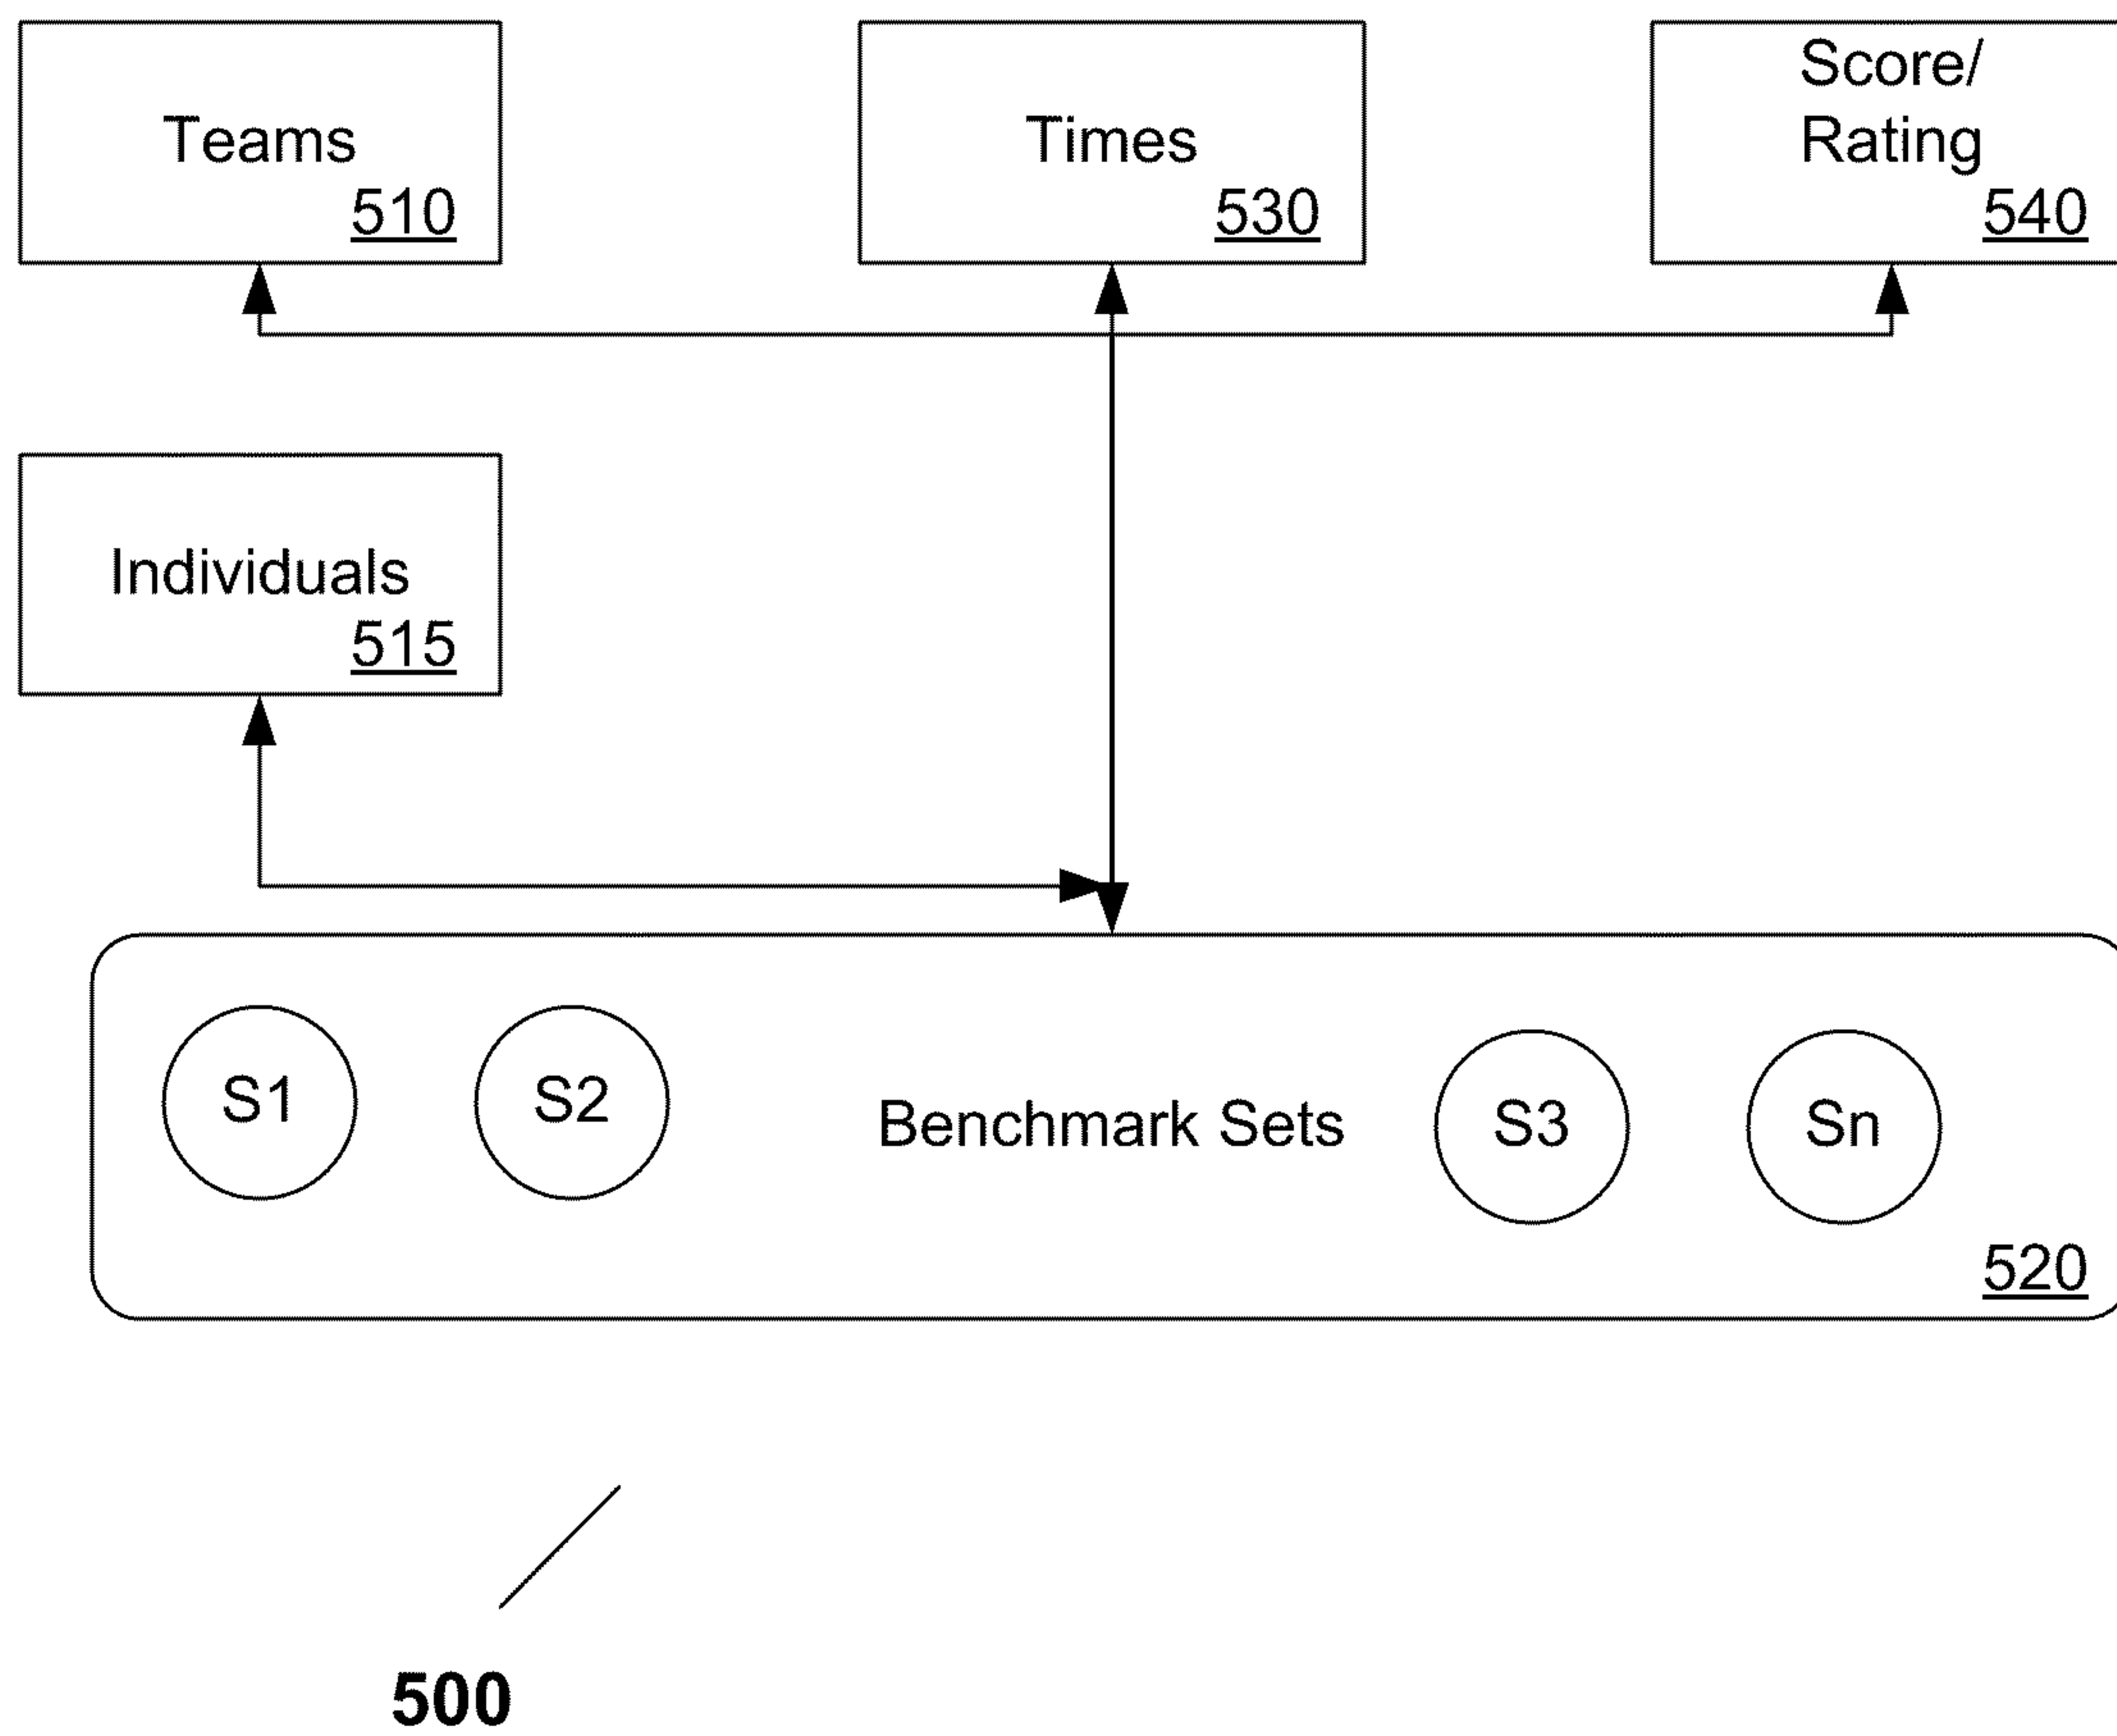 Teams
510
Times
530
Score/
Rating
540
Individuals
515
S1
S2
Benchmark Sets
S3
Sn
520
500